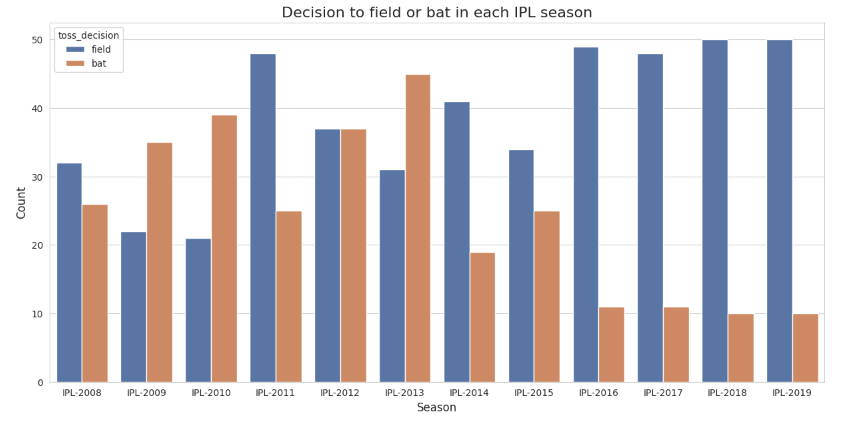 Decision to field or bat in each IPL season
toss_decision
field
bat
Count
50
40
30
20
10
0
IPL-2008 IPL-2009 IPL-2010 IPL-2011 IPL-2012 IPL-2013 IPL-2014 IPL-2015 IPL-2016 IPL-2017 IPL-2018 IPL-2019
Season